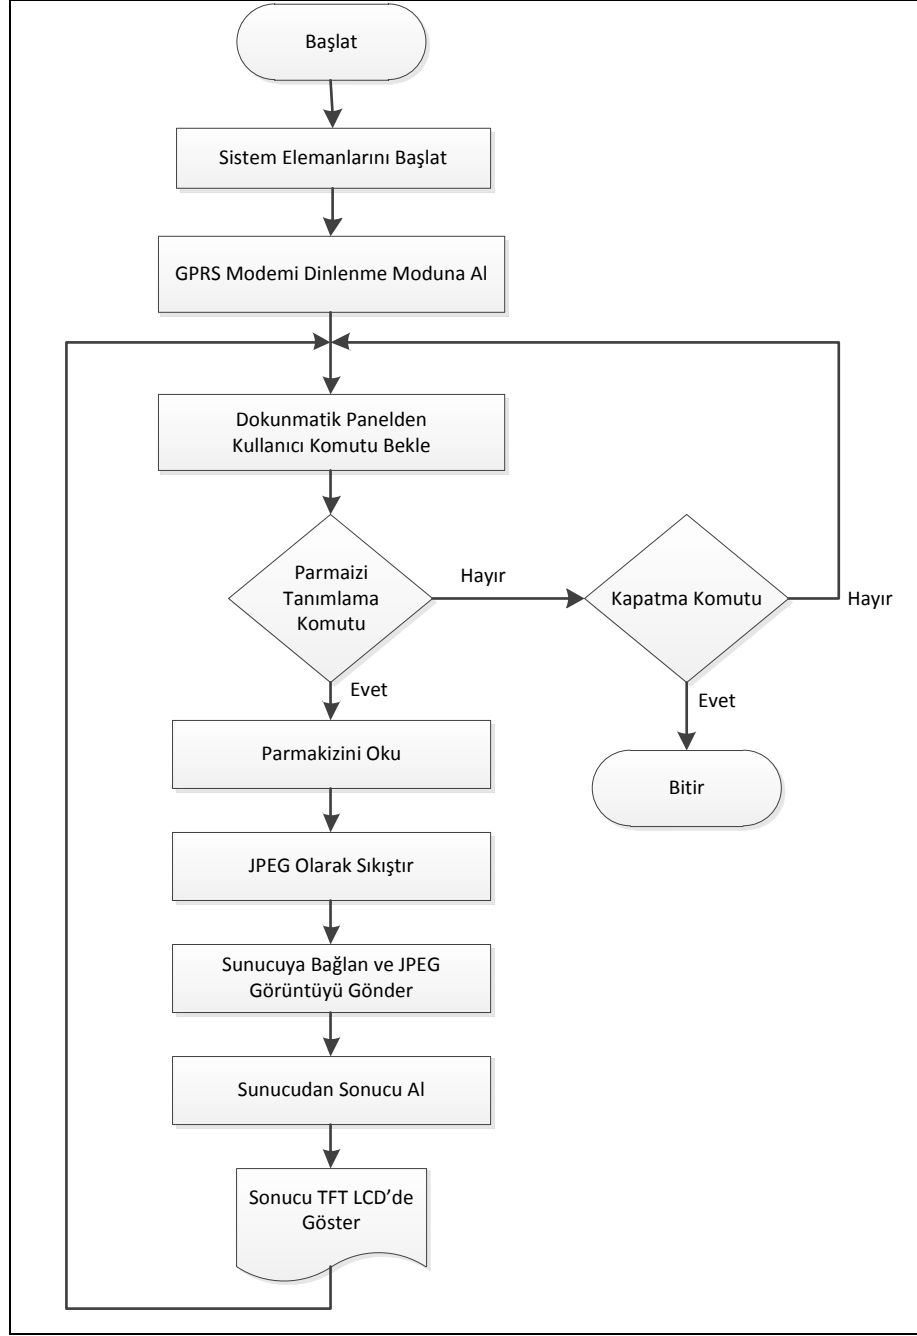 Başlat
Sistem Elemanlarını Başlat
GPRS Modemi Dinlenme Moduna Al
Dokunmatik Panelden
Kullanıcı Komutu Bekle
Parmaizi
Tanımlama
Komutu
Hayır
Kapatma Komutu
Hayır
Evet
Evet
Parmakizini Oku
Bitir
JPEG Olarak Sıkıştır
Sunucuya Bağlan ve JPEG
Görüntüyü Gönder
Sunucudan Sonucu Al
Sonucu TFT LCD’de
Göster